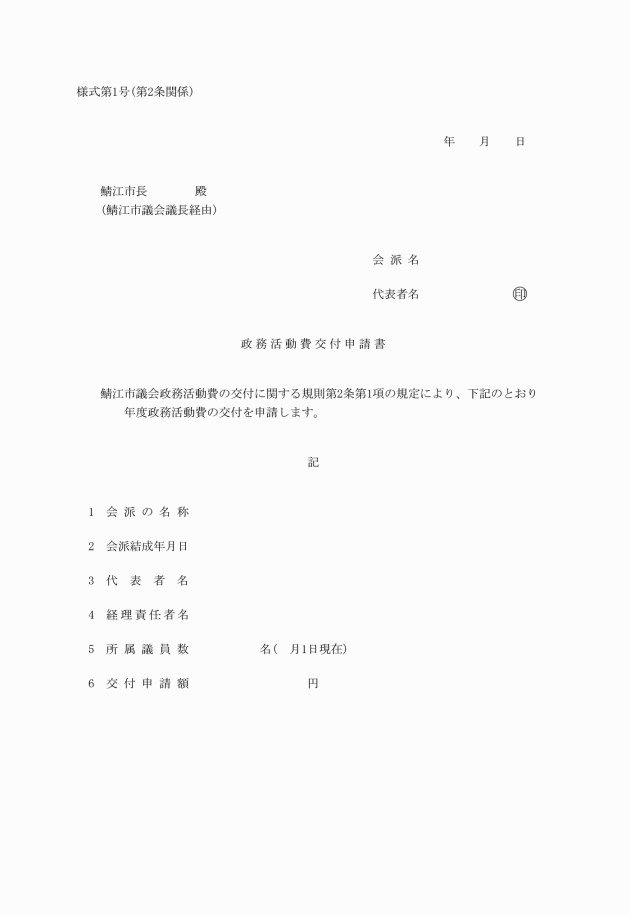 様式第1号(第2条関係)
年　　月　　日
鯖江市長　　　　殿
(鯖江市議会議長経由)
会 派 名
代表者名　　　　　　　　㊞
政務活動費交付申請書
鯖江市議会政務活動費の交付に関する規則第2条第1項の規定により、下記のとおり
年度政務活動費の交付を申請します。
記
1　会 派 の 名 称
2　会派結成年月日
3　代　表　者　名
4　経理責任者名
5　所 属 議 員 数　　　　　　名(　月1日現在)
6　交 付 申 請 額　　　　　　　　　　円